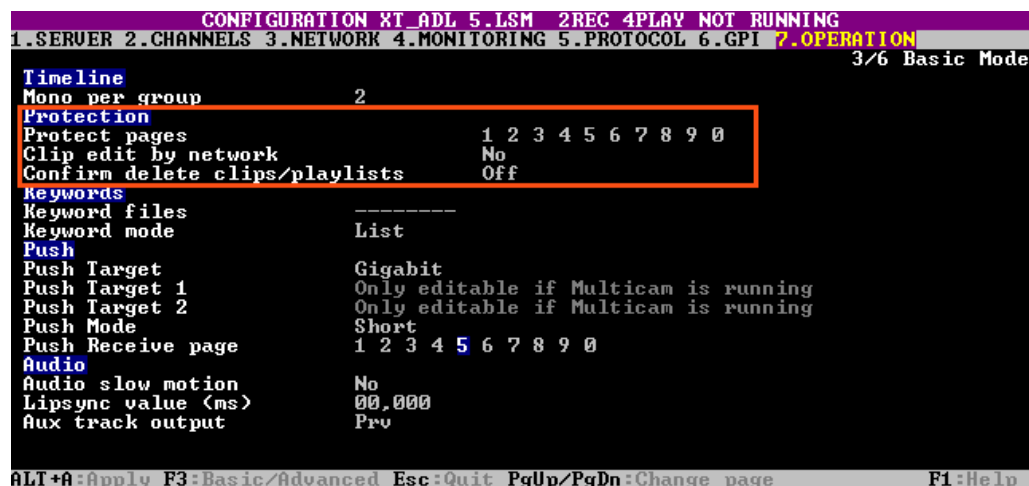 CONFIGURATION XT_ADL 5.LSM 2REC 4PLAY NOT RUNNING
1.SERVER 2.CHANNELS 3.NETWORK 4.MONITORING 5.PROTOCOL 6.GPI 7.OPERATION
3/6 Basic Mode
Timeline
Mono per group 2
Protection
Protect pages 1 2 3 4 5 6 7 8 9 0
Clip edit by network No
Confirm delete clips/playlists Off
Keywords
Keyword files --------
Keyword mode List
Push
Push Target Gigabit
Push Target 1 Only editable if Multicam is running
Push Target 2 Only editable if Multicam is running
Push Mode Short
Push Receive page 1 2 3 4 5 6 7 8 9 0
Audio
Audio slow motion No
Lipsync value (ms) 00,000
Aux track output Prv
ALT+A:Apply F3:Basic/Advanced Esc:Quit PgUp/PgDn:Change page F1:Help